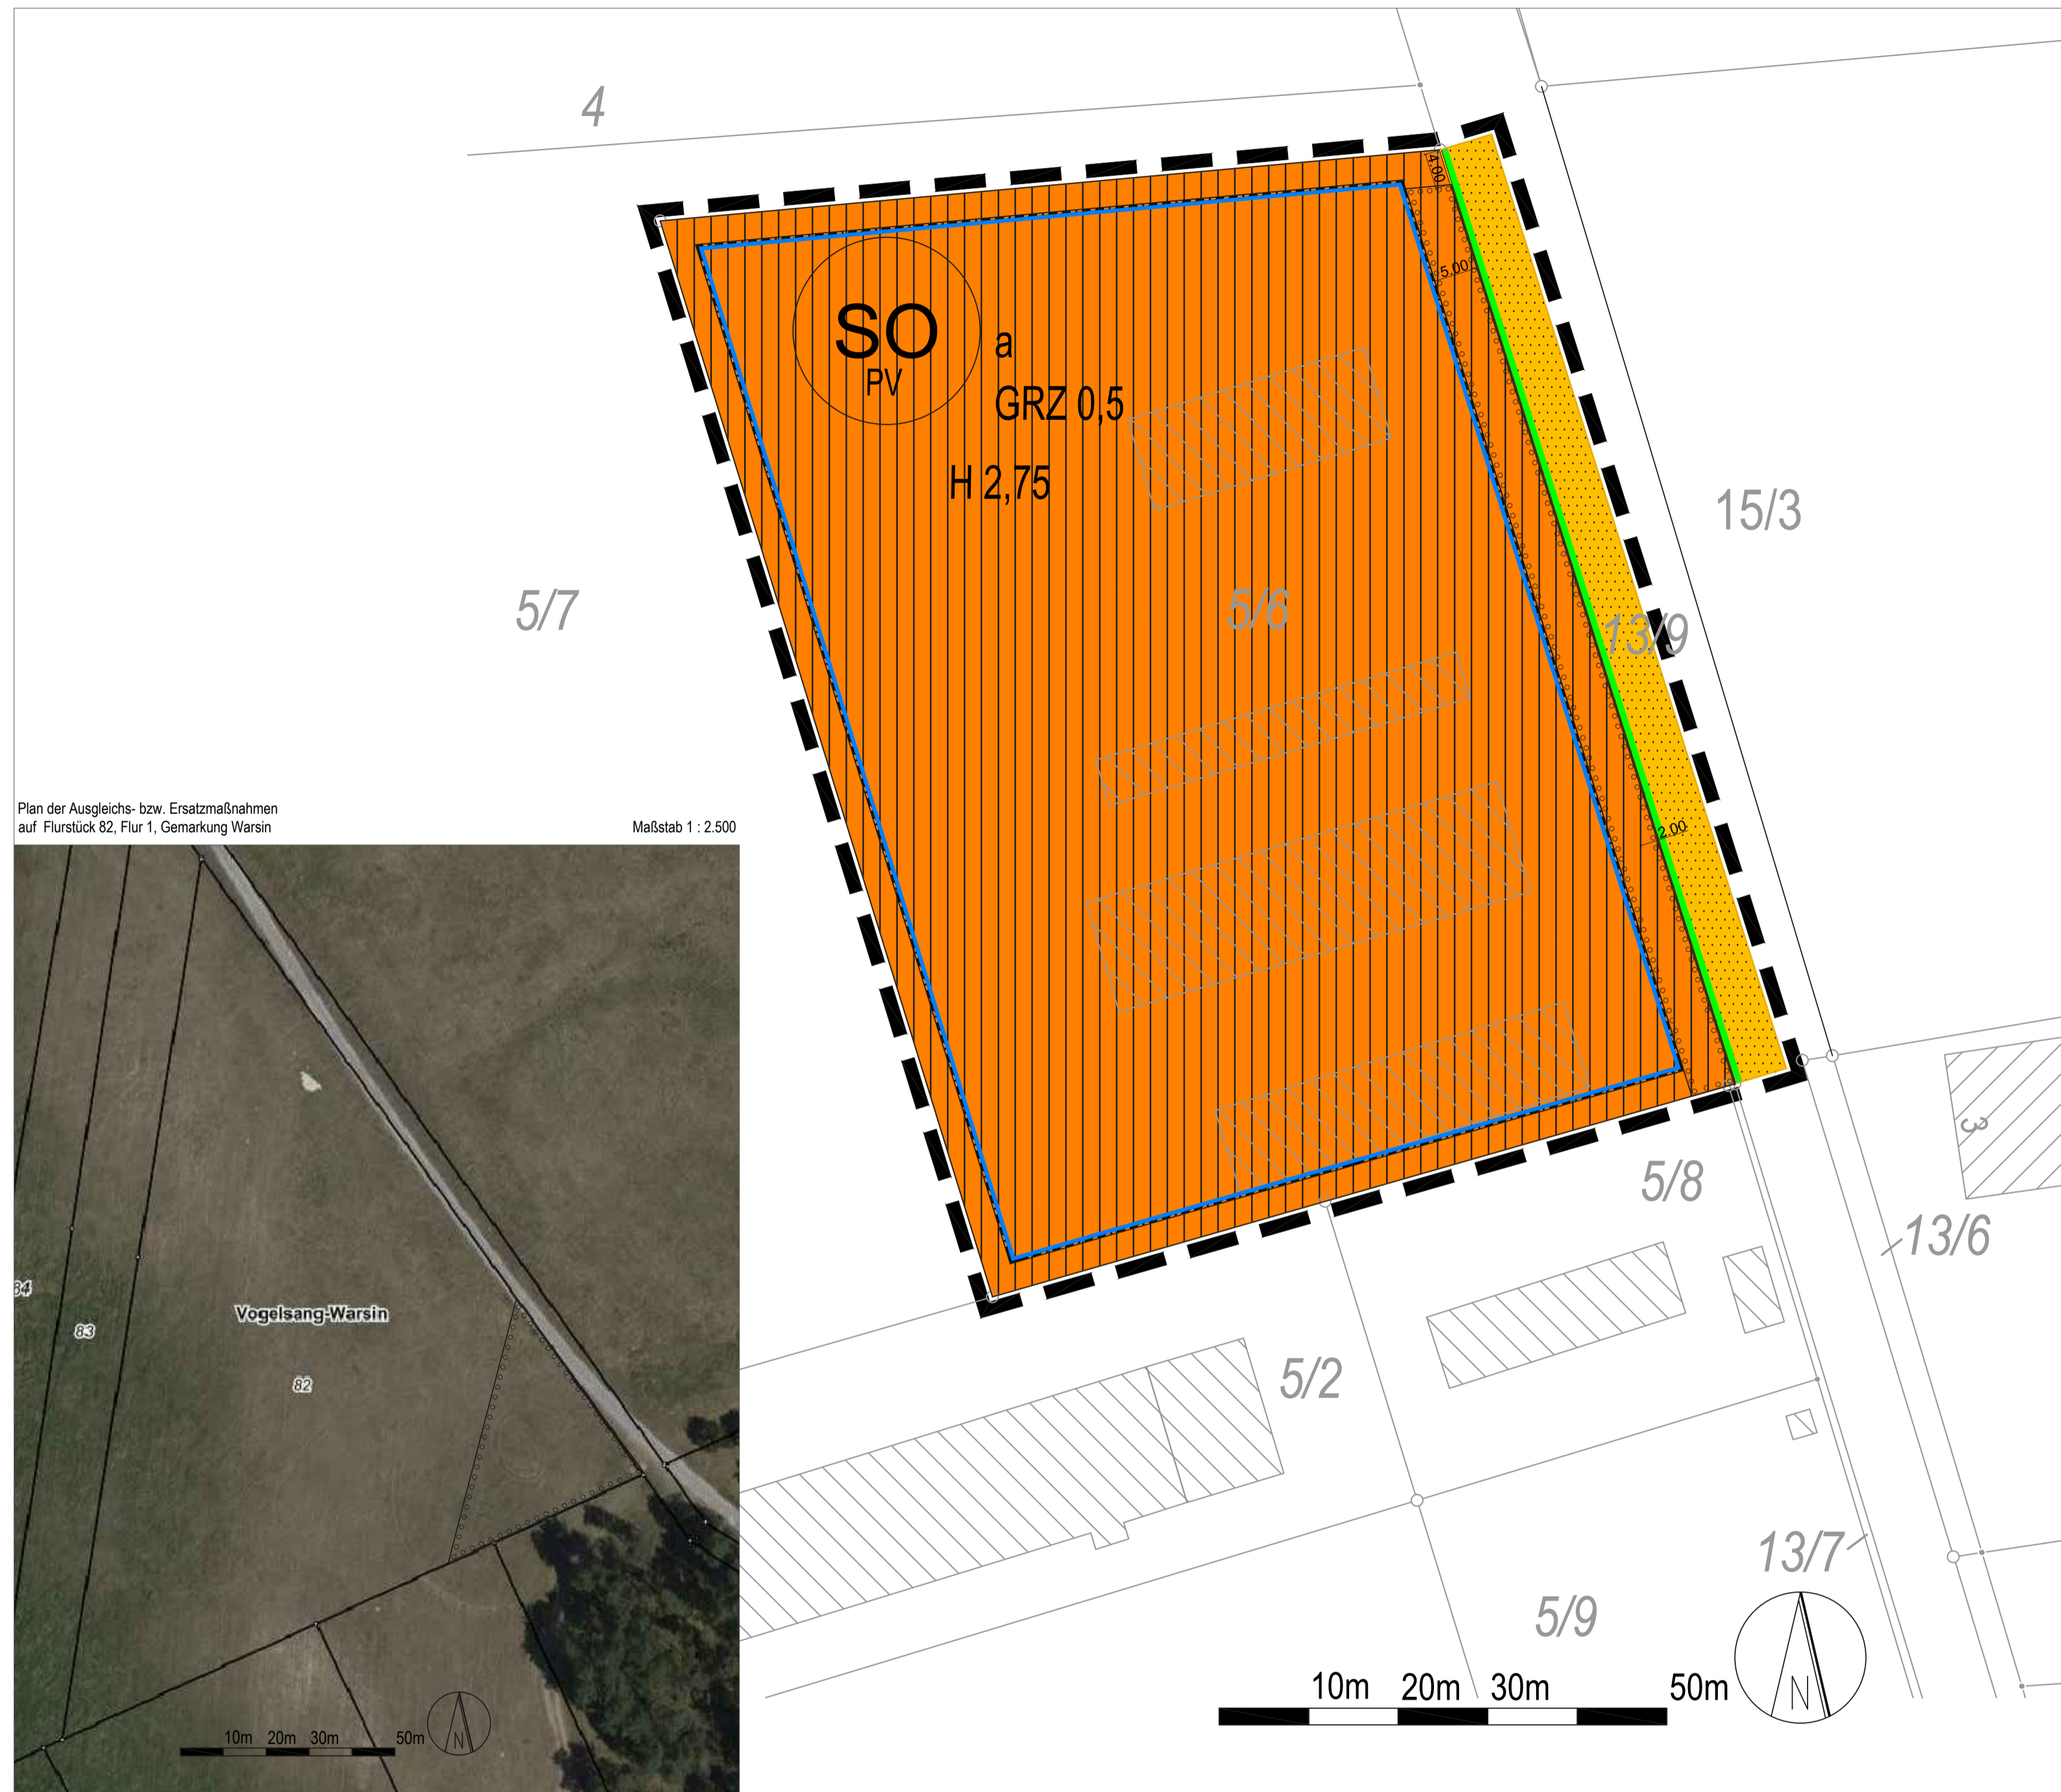 4
4.00
5.00
SO
PV
a
GRZ 0,5
H 2,75
15/3
5/7
5/6
13/9
2.00
Plan der Ausgleichs- bzw. Ersatzmaßnahmen
auf Flurstück 82, Flur 1, Gemarkung Warsin
Maßstab 1 : 2.500
3
5/8
13/6
84
83
Vogelsang-Warsin
82
5/2
13/7
5/9
10m 20m 30m 50m
N
10m 20m 30m 50m
N